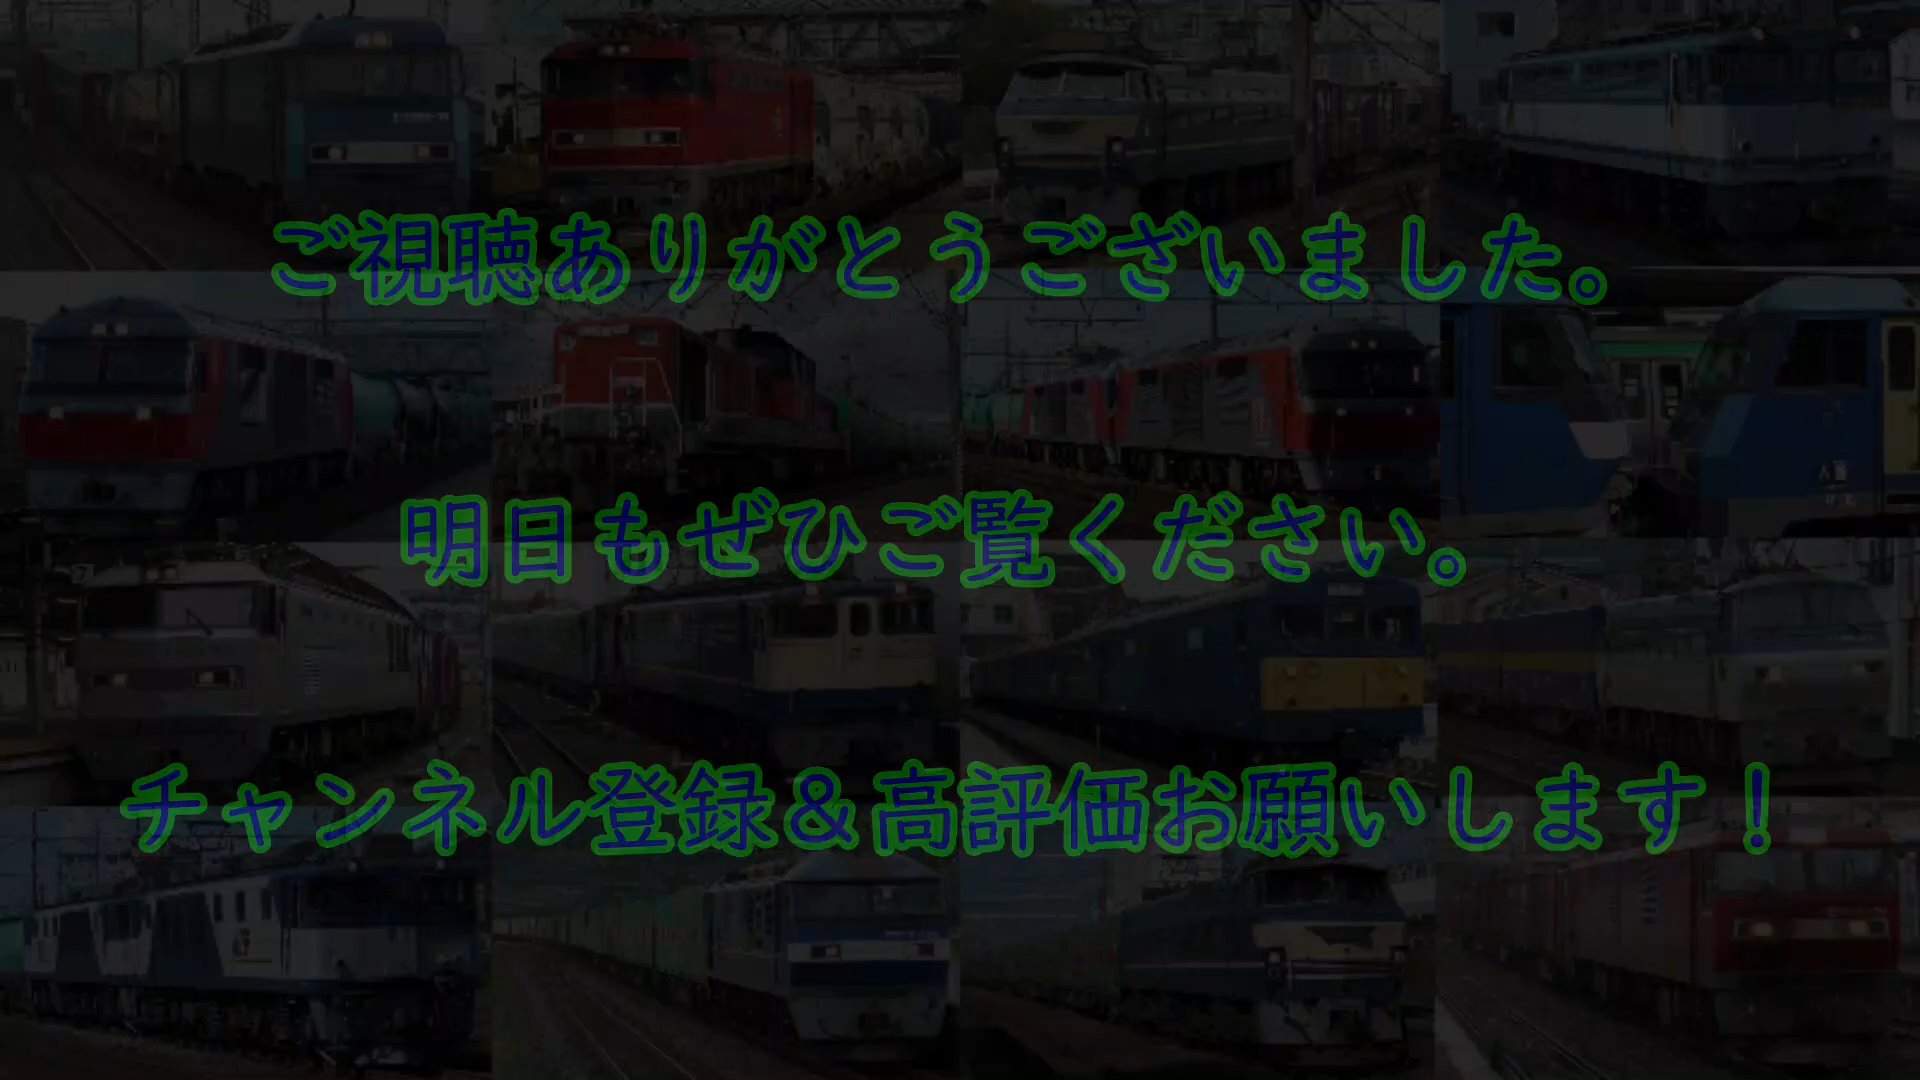 ご視聴ありがとうございました。
明日もぜひご覧ください。
チャンネル登録＆高評価お願いします！